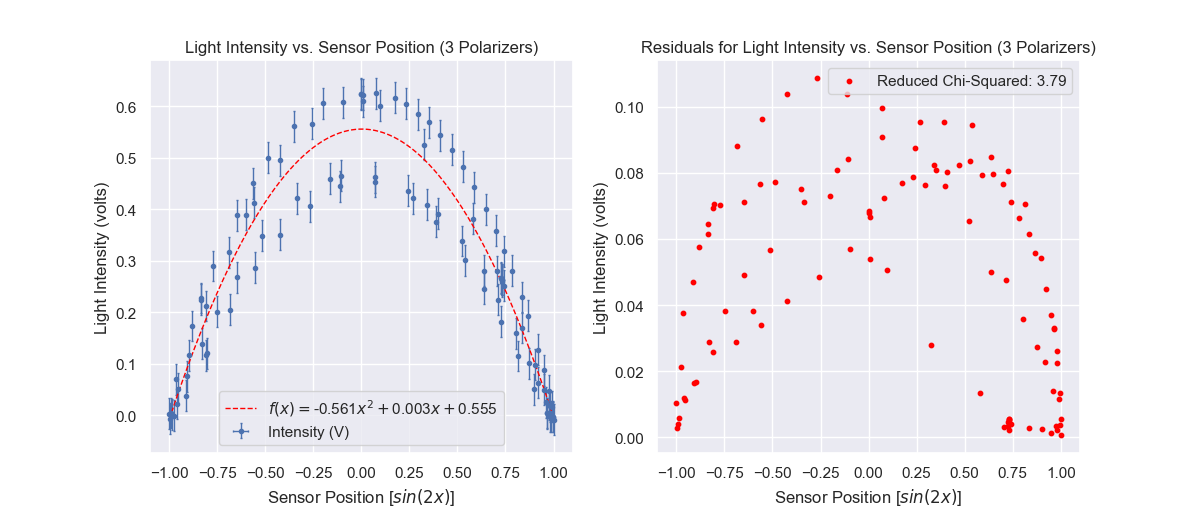 Light Intensity vs. Sensor Position (3 Polarizers)
Light Intensity (volts)
0.6
0.5
0.4
0.3
0.2
0.1
0.0
f(x) = -0.561x² + 0.003x + 0.555
Intensity (V)
−1.00 −0.75 −0.50 −0.25 0.00 0.25 0.50 0.75 1.00
Sensor Position [sin(2x)]
Residuals for Light Intensity vs. Sensor Position (3 Polarizers)
Reduced Chi-Squared: 3.79
Light Intensity (volts)
0.10
0.08
0.06
0.04
0.02
0.00
−1.00 −0.75 −0.50 −0.25 0.00 0.25 0.50 0.75 1.00
Sensor Position [sin(2x)]